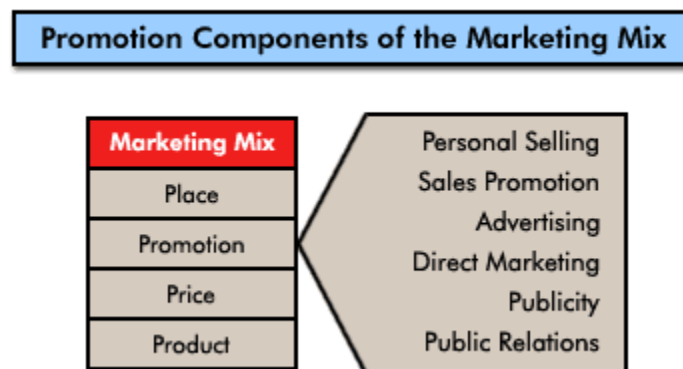 Promotion Components of the Marketing Mix
Marketing Mix
Place
Promotion
Price
Product
Personal Selling
Sales Promotion
Advertising
Direct Marketing
Publicity
Public Relations